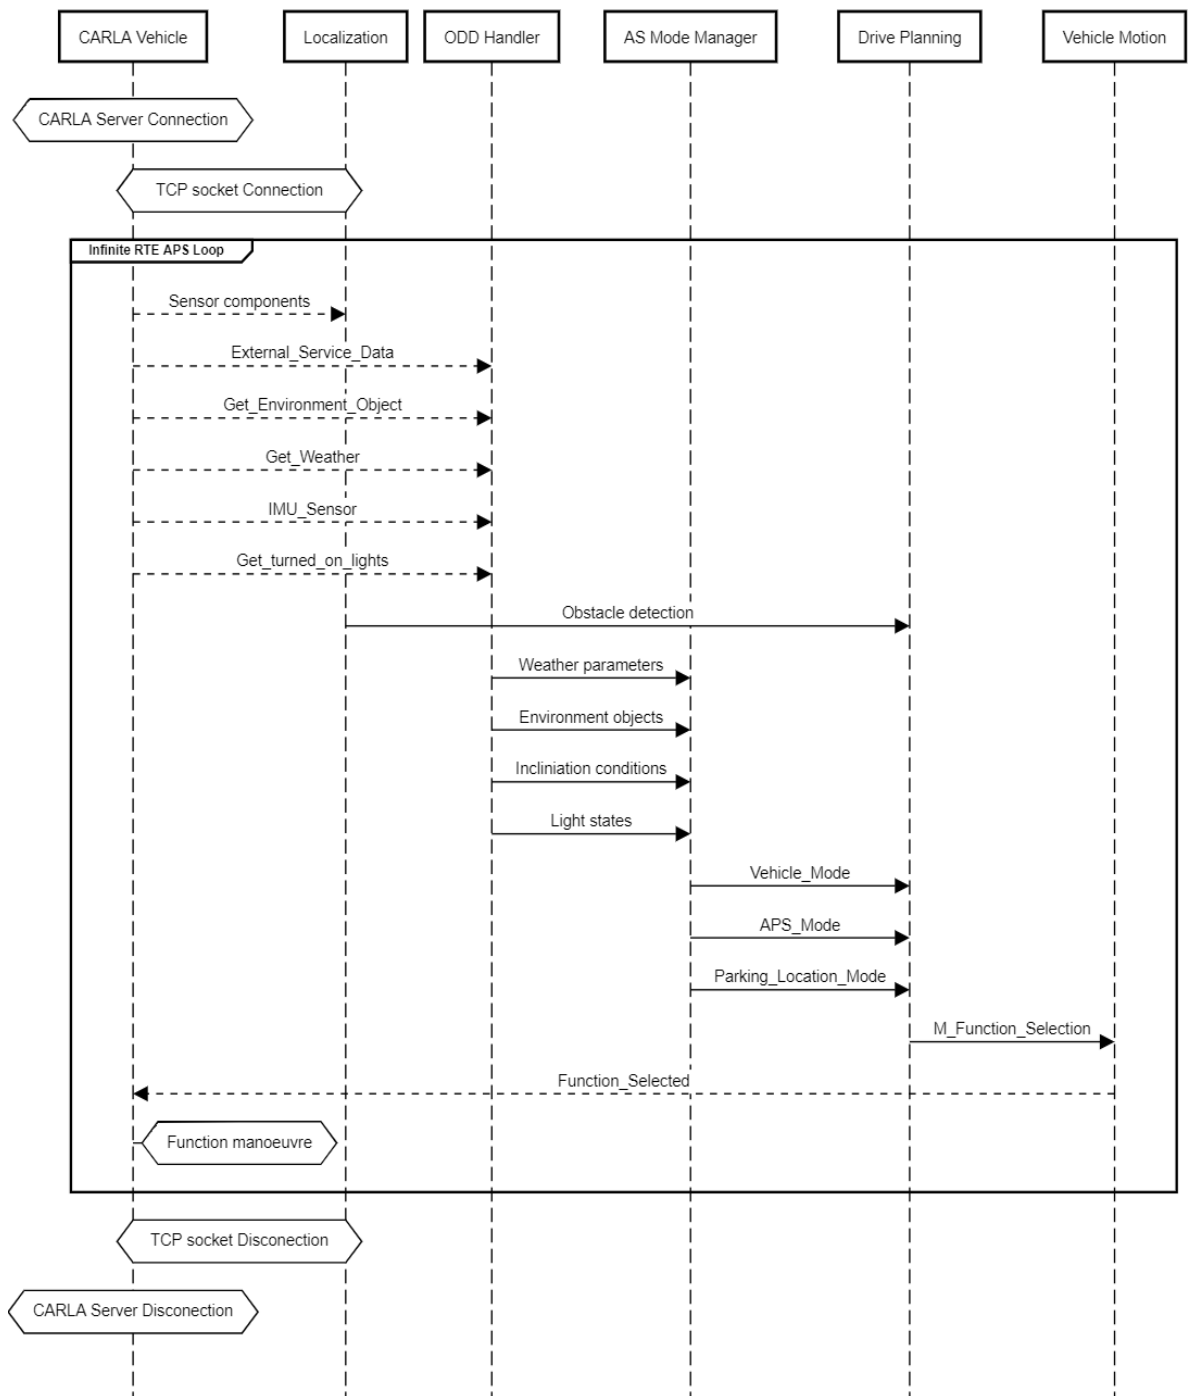 CARLA Vehicle
Localization
ODD Handler
AS Mode Manager
Drive Planning
Vehicle Motion
CARLA Server Connection
TCP socket Connection
Infinite RTE APS Loop
Sensor components
External_Service_Data
Get_Environment_Object
Get_Weather
IMU_Sensor
Get_turned_on_lights
Obstacle detection
Weather parameters
Environment objects
Incliniation conditions
Light states
Vehicle_Mode
APS_Mode
Parking_Location_Mode
M_Function_Selection
Function_Selected
Function manoeuvre
TCP socket Disconection
CARLA Server Disconection